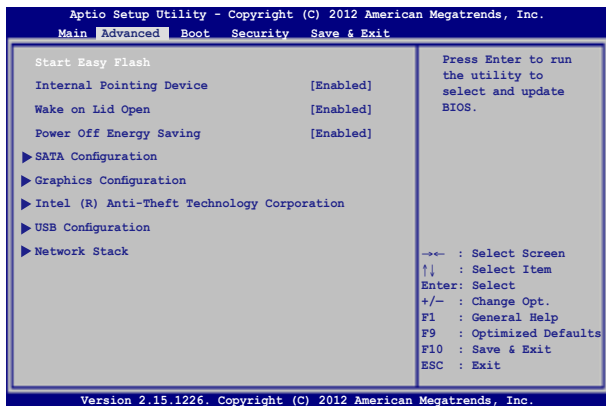 Aptio Setup Utility - Copyright (C) 2012 American Megatrends, Inc.
Main Advanced Boot Security Save & Exit
Start Easy Flash
Internal Pointing Device [Enabled]
Wake on Lid Open [Enabled]
Power Off Energy Saving [Enabled]
SATA Configuration
Graphics Configuration
Intel (R) Anti-Theft Technology Corporation
USB Configuration
Network Stack
Press Enter to run
the utility to
select and update
BIOS.
→← : Select Screen
↑↓ : Select Item
Enter: Select
+/— : Change Opt.
F1 : General Help
F9 : Optimized Defaults
F10 : Save & Exit
ESC : Exit
Version 2.15.1226. Copyright (C) 2012 American Megatrends, Inc.